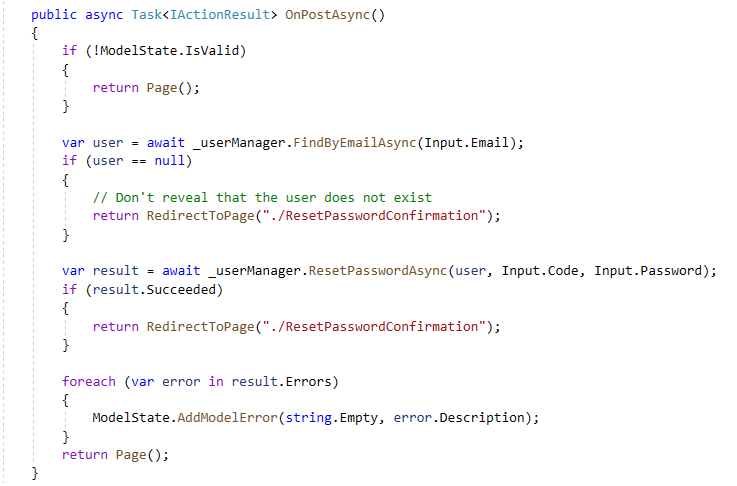 public async Task<IActionResult> OnPostAsync()
{
    if (!ModelState.IsValid)
    {
        return Page();
    }

    var user = await _userManager.FindByEmailAsync(Input.Email);
    if (user == null)
    {
        // Don't reveal that the user does not exist
        return RedirectToPage("./ResetPasswordConfirmation");
    }

    var result = await _userManager.ResetPasswordAsync(user, Input.Code, Input.Password);
    if (result.Succeeded)
    {
        return RedirectToPage("./ResetPasswordConfirmation");
    }

    foreach (var error in result.Errors)
    {
        ModelState.AddModelError(string.Empty, error.Description);
    }
    return Page();
}